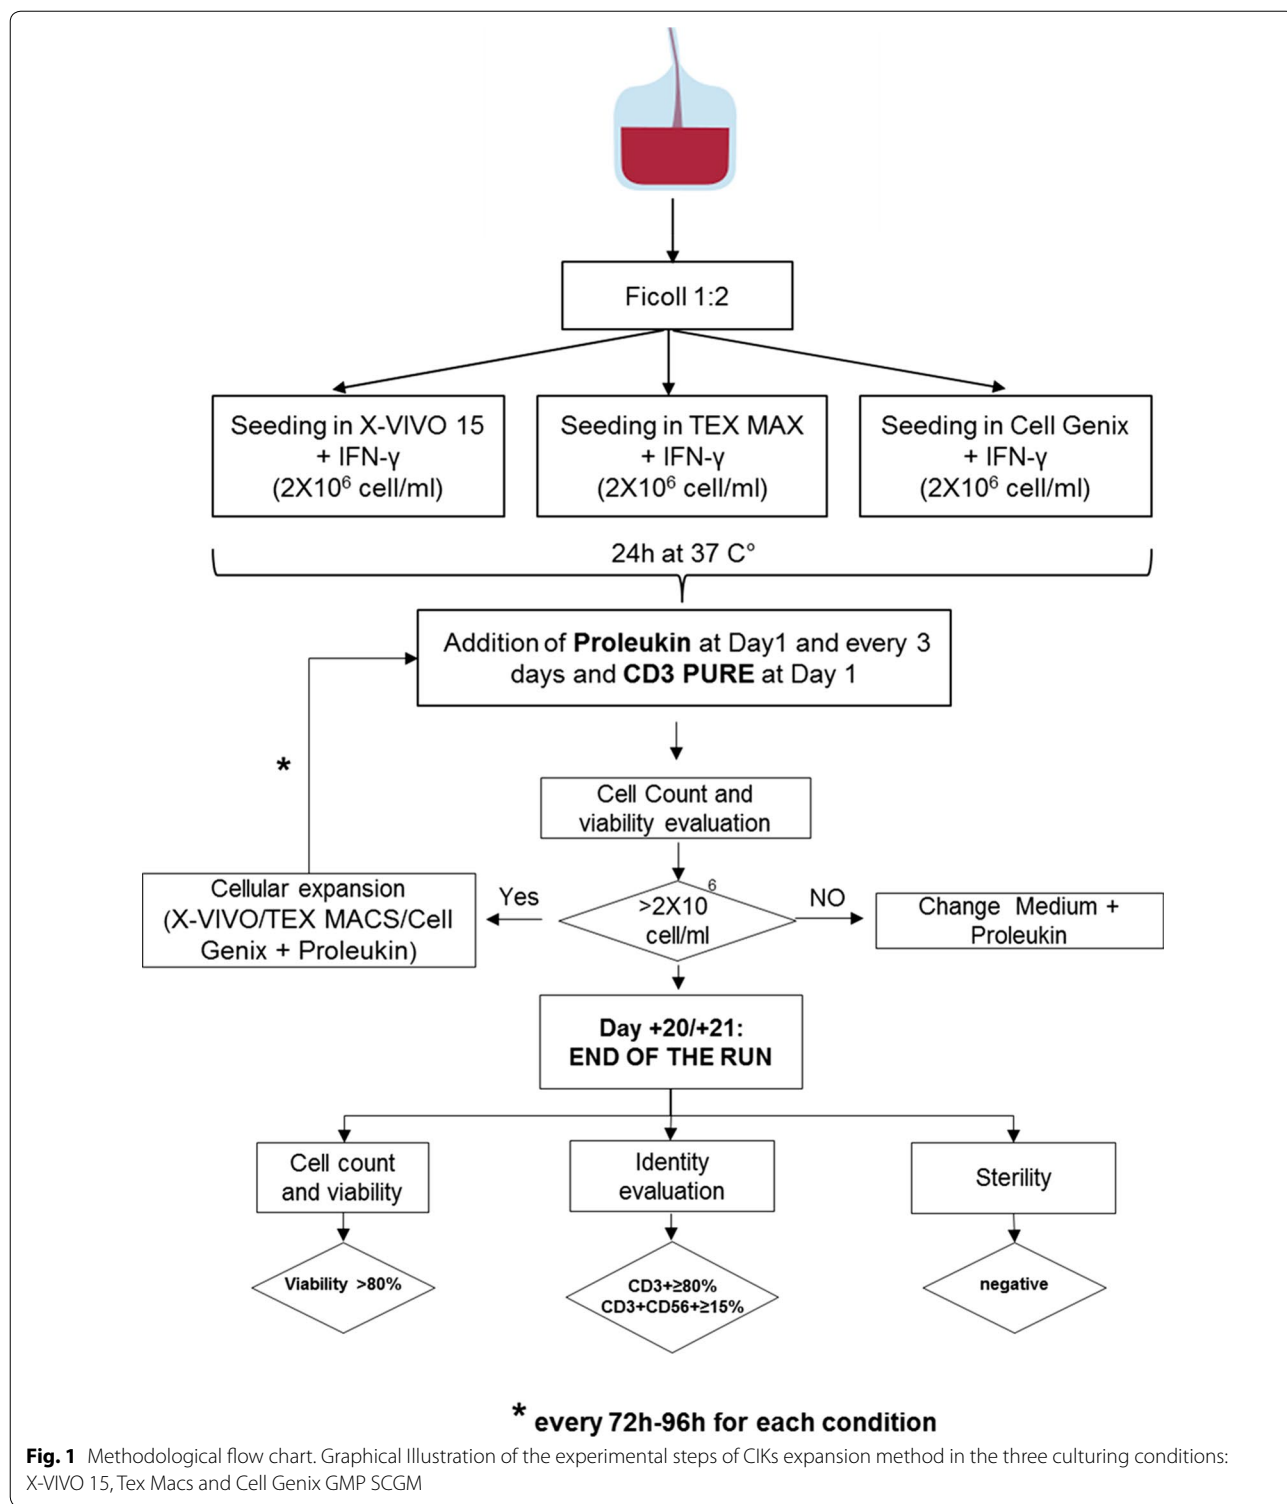 Ficoll 1:2
Seeding in X-VIVO 15
+ IFN-γ
(2X10⁶ cell/ml)
Seeding in TEX MAX
+ IFN-γ
(2X10⁶ cell/ml)
Seeding in Cell Genix
+ IFN-γ
(2X10⁶ cell/ml)
24h at 37 C°
Addition of Proleukin at Day1 and every 3
days and CD3 PURE at Day 1
*
Cell Count and
viability evaluation
Cellular expansion
(X-VIVO/TEX MACS/Cell
Genix + Proleukin)
Yes
>2X10⁶
cell/ml
NO
Change Medium +
Proleukin
Day +20/+21:
END OF THE RUN
Cell count
and viability
Identity
evaluation
Sterility
Viability >80%
CD3+≥80%
CD3+CD56+≥15%
negative
* every 72h-96h for each condition
Fig. 1 Methodological flow chart. Graphical Illustration of the experimental steps of CIKs expansion method in the three culturing conditions:
X-VIVO 15, Tex Macs and Cell Genix GMP SCGM